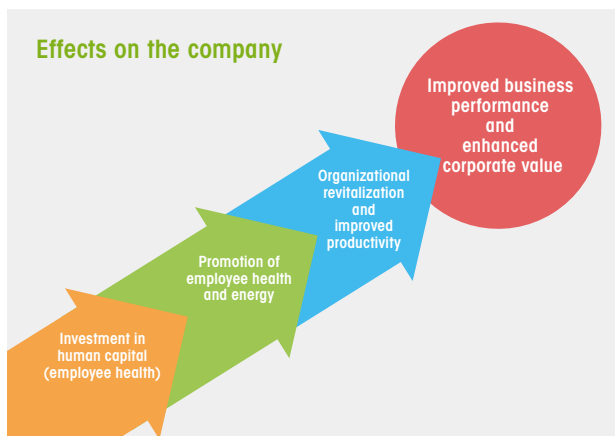 Effects on the company
Improved business
performance
and
enhanced
corporate value
Organizational
revitalization
and
improved
productivity
Promotion of
employee health
and energy
Investment in
human capital
(employee health)